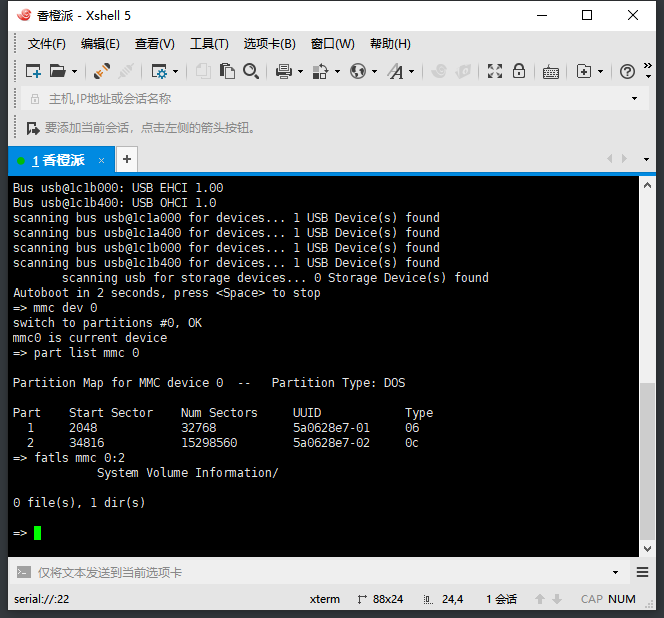 香橙派 - Xshell 5
文件(F) 编辑(E) 查看(V) 工具(T) 选项卡(B) 窗口(W) 帮助(H)
主机,IP地址或会话名称
要添加当前会话，点击左侧的箭头按钮。
1 香橙派 × +
Bus usb@1c1b000: USB EHCI 1.00
Bus usb@1c1b400: USB OHCI 1.0
scanning bus usb@1c1a000 for devices... 1 USB Device(s) found
scanning bus usb@1c1a400 for devices... 1 USB Device(s) found
scanning bus usb@1c1b000 for devices... 1 USB Device(s) found
scanning bus usb@1c1b400 for devices... 1 USB Device(s) found
scanning usb for storage devices... 0 Storage Device(s) found
Autoboot in 2 seconds, press <Space> to stop
=> mmc dev 0
switch to partitions #0, OK
mmc0 is current device
=> part list mmc 0
Partition Map for MMC device 0  --   Partition Type: DOS
Part    Start Sector    Num Sectors     UUID            Type
1     2048            32768           5a0628e7-01     06
2     34816           15298560        5a0628e7-02     0c
=> fatls mmc 0:2
System Volume Information/
0 file(s), 1 dir(s)
=>
仅将文本发送到当前选项卡
serial://:22 xterm 88x24 24,4 1 会话 CAP NUM